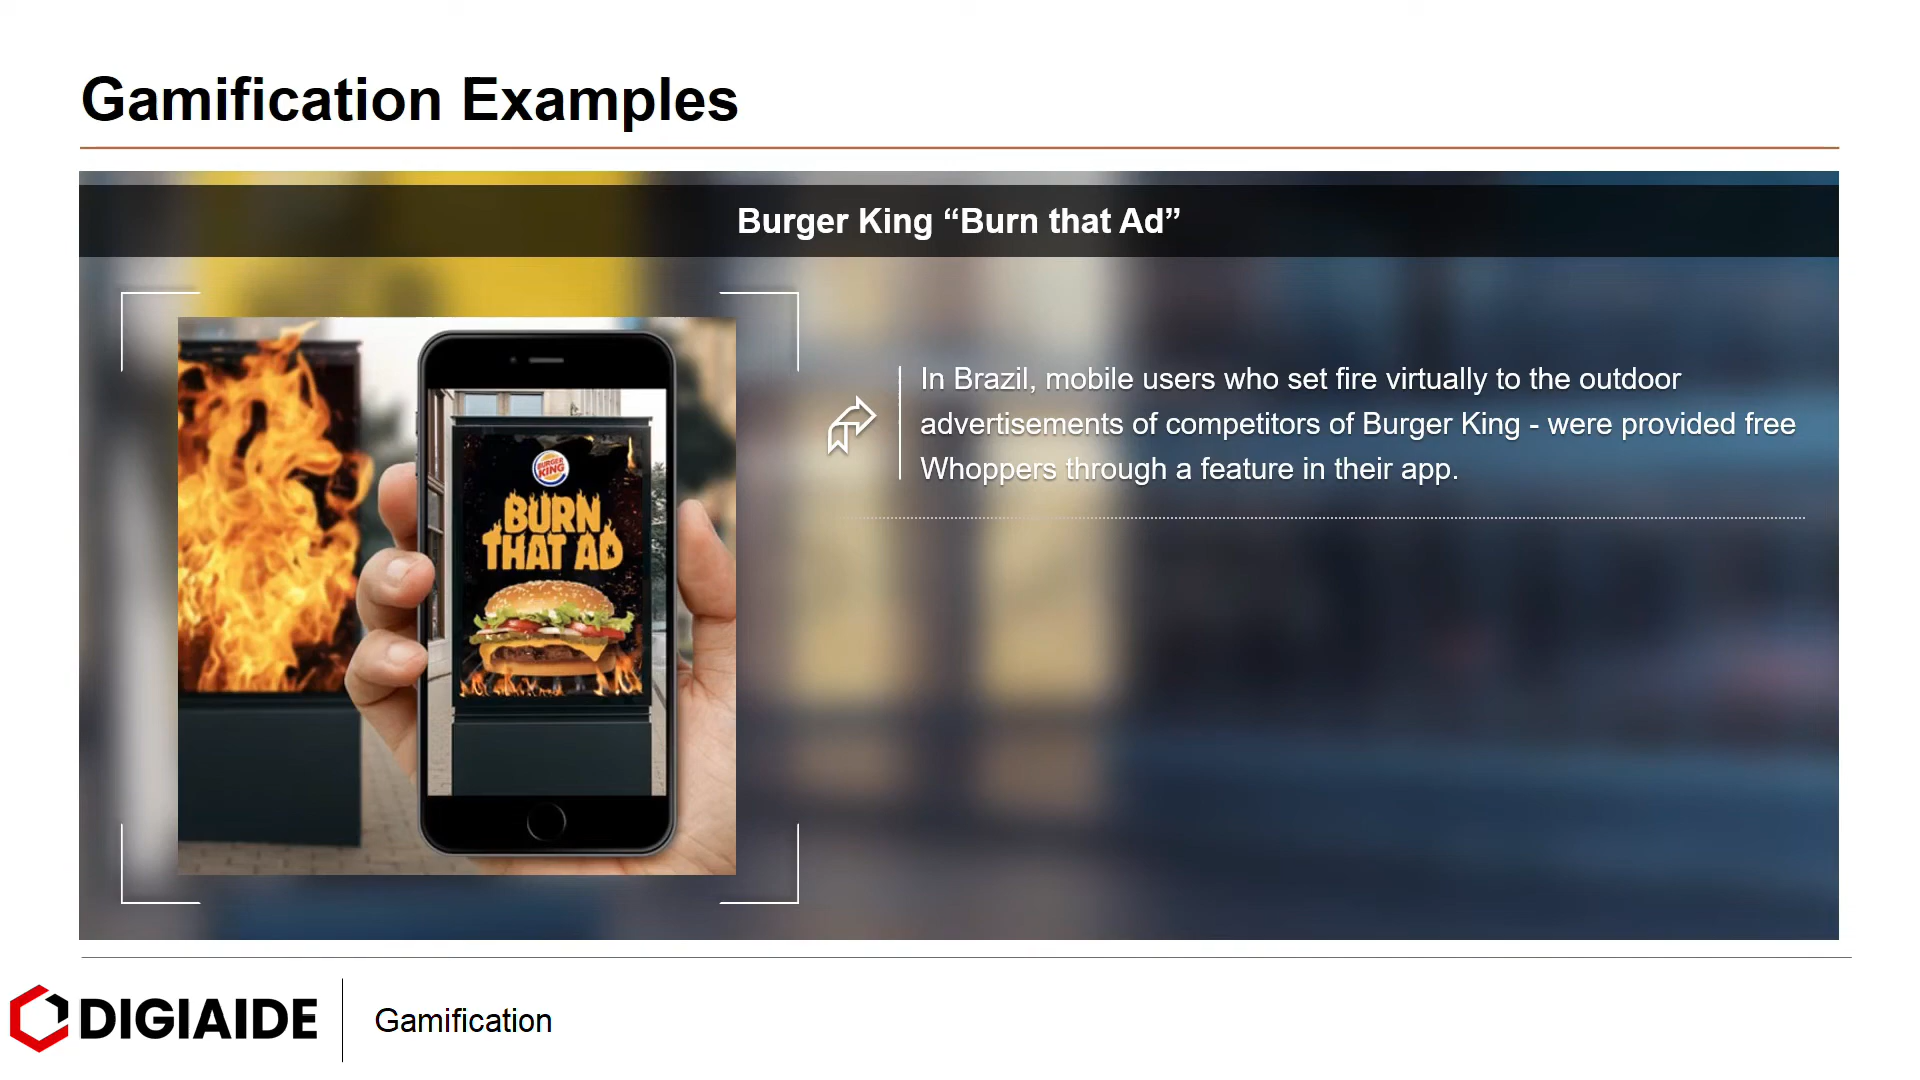 Gamification Examples
Burger King “Burn that Ad”
BURGER
KING
BURN
THAT AD
In Brazil, mobile users who set fire virtually to the outdoor
advertisements of competitors of Burger King - were provided free
Whoppers through a feature in their app.
DIGIAIDE
Gamification